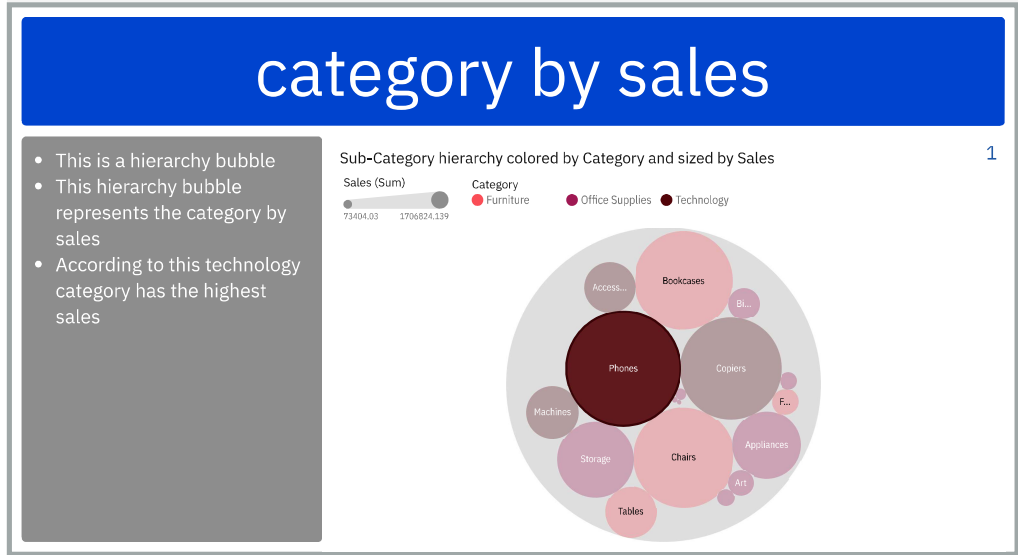 category by sales
• This is a hierarchy bubble
• This hierarchy bubble
represents the category by
sales
• According to this technology
category has the highest
sales
Sub-Category hierarchy colored by Category and sized by Sales
1
Sales (Sum)
73404.03 1706824.139
Category
Furniture Office Supplies Technology
Access...
Bookcases
Bi...
Phones
Copiers
F...
Machines
Appliances
Storage
Chairs
Art
Tables